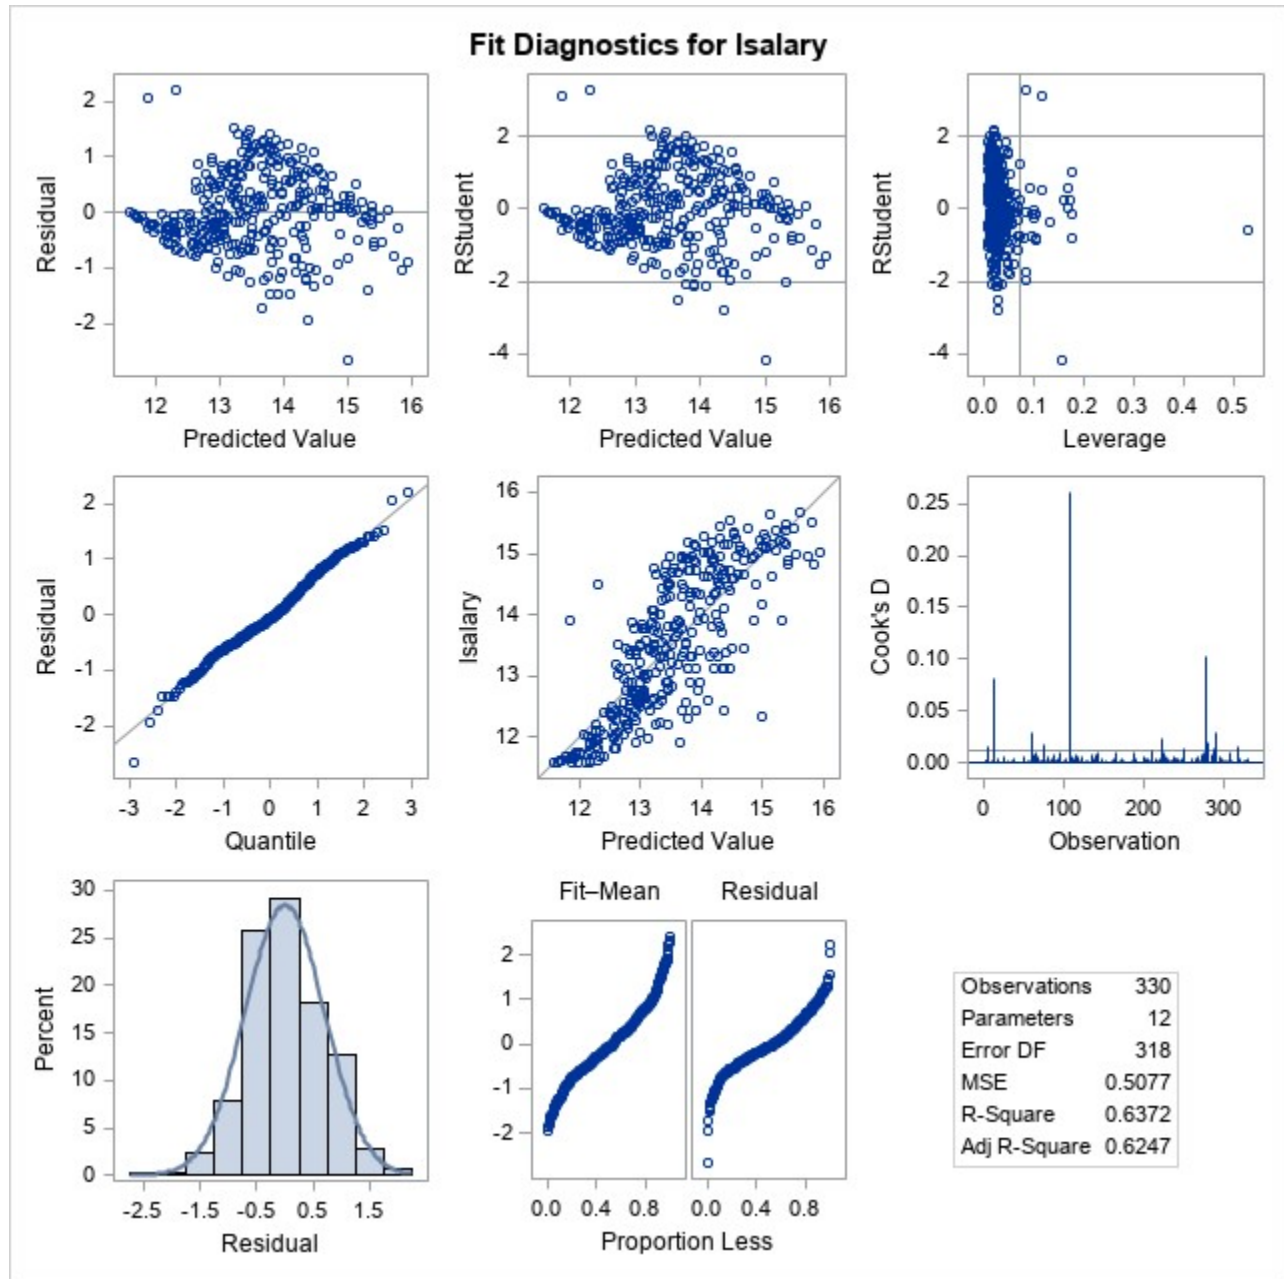 Fit Diagnostics for lsalary
2
1
0
-1
-2
Residual
12 13 14 15 16
Predicted Value
2
0
-2
-4
RStudent
12 13 14 15 16
Predicted Value
2
0
-2
-4
RStudent
0.0 0.1 0.2 0.3 0.4 0.5
Leverage
2
1
0
-1
-2
Residual
-3 -2 -1 0 1 2 3
Quantile
16
15
14
13
12
lsalary
12 13 14 15 16
Predicted Value
0.25
0.20
0.15
0.10
0.05
0.00
Cook's D
0 100 200 300
Observation
30
25
20
15
10
5
0
Percent
-2.5 -1.5 -0.5 0.5 1.5
Residual
Fit–Mean Residual
2
1
0
-1
-2
0.0 0.4 0.8 0.0 0.4 0.8
Proportion Less
Observations 330
Parameters 12
Error DF 318
MSE 0.5077
R-Square 0.6372
Adj R-Square 0.6247